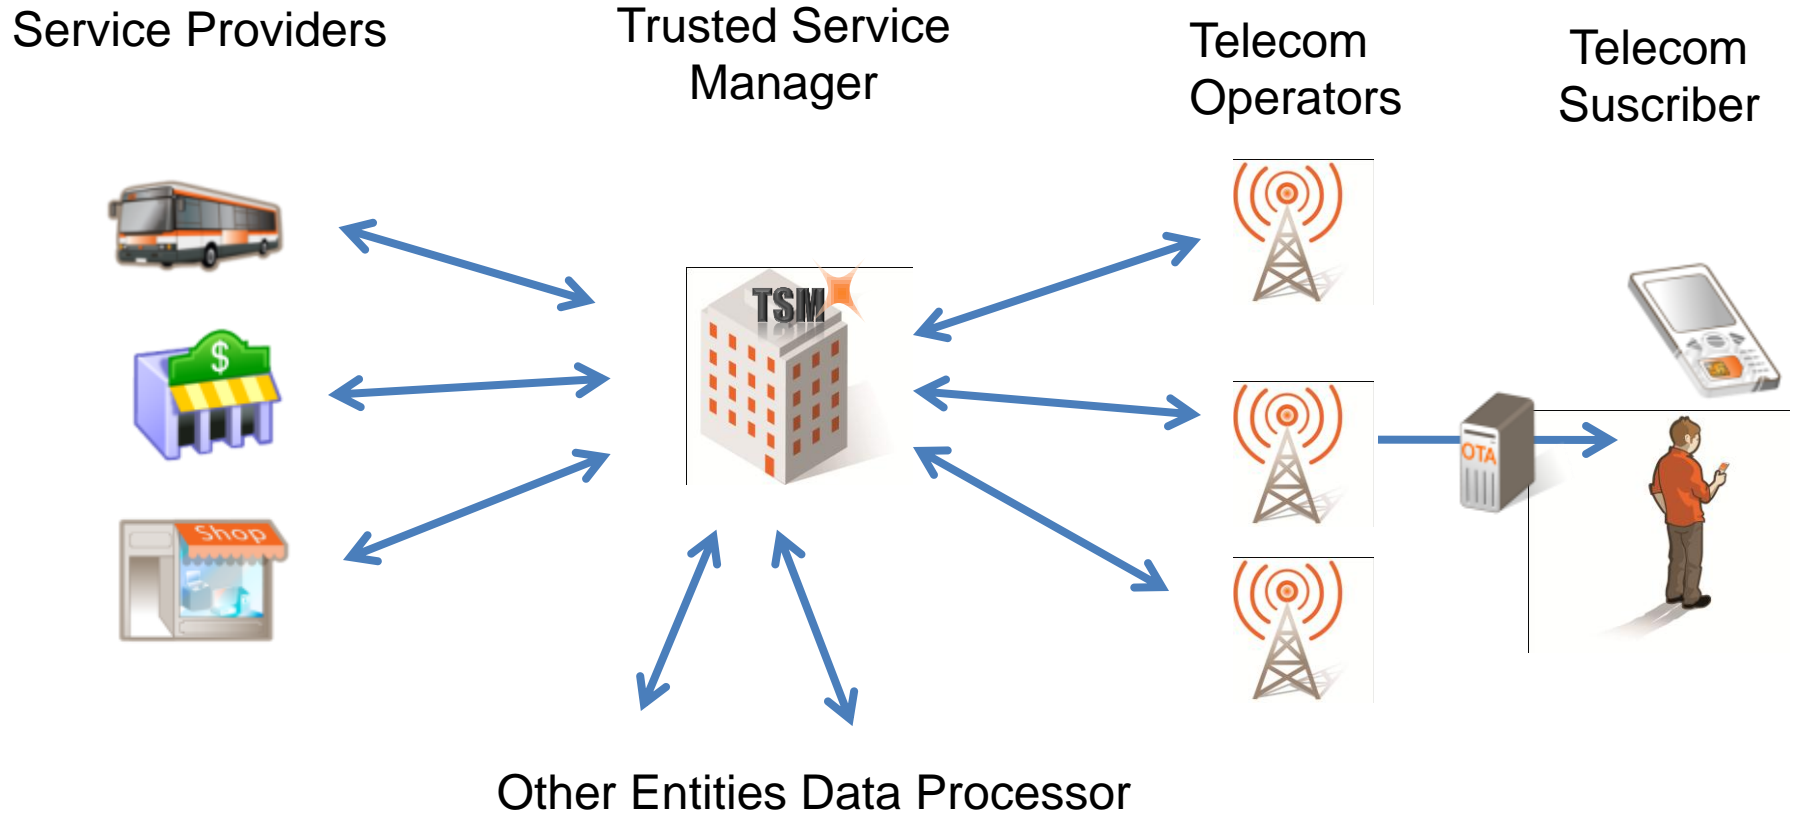 Service Providers
Trusted Service
Manager
Telecom
Operators
Telecom
Suscriber
TSM
$
OTA
Shop
Other Entities Data Processor